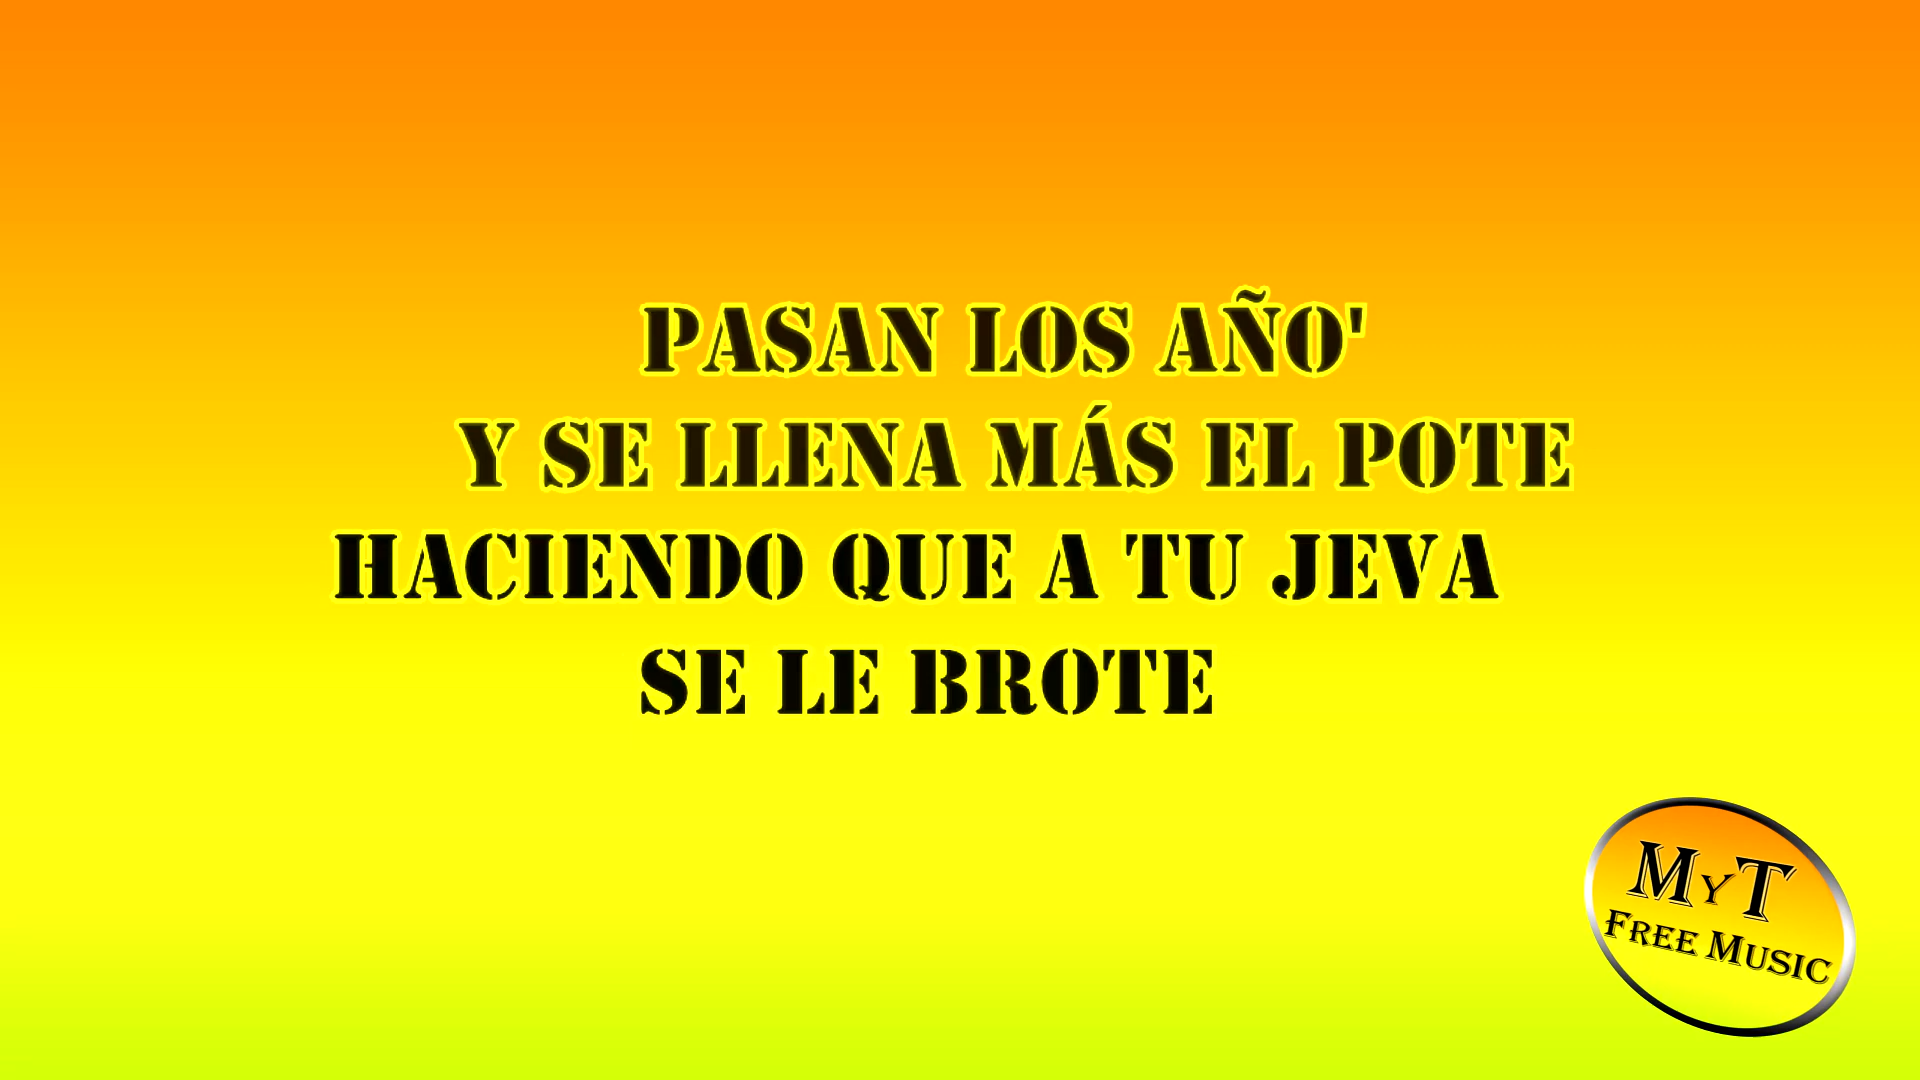 PASAN LOS AÑO'
Y SE LLENA MÁS EL POTE
HACIENDO QUE A TU JEVA
SE LE BROTE
MYT
FREE MUSIC